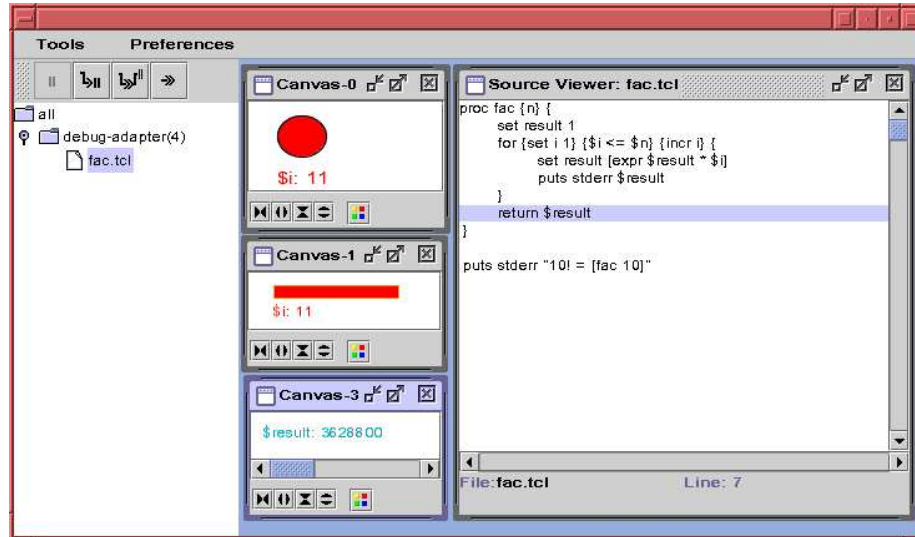 Tools Preferences
all
debug-adapter(4)
fac.tcl
Canvas-0
$i: 11
Canvas-1
$i: 11
Canvas-3
$result: 3628800
Source Viewer: fac.tcl
proc fac {n} {
set result 1
for {set i 1} {$i <= $n} {incr i} {
set result [expr $result * $i]
puts stderr $result
}
return $result
}
puts stderr "10! = [fac 10]"
File:fac.tcl Line: 7